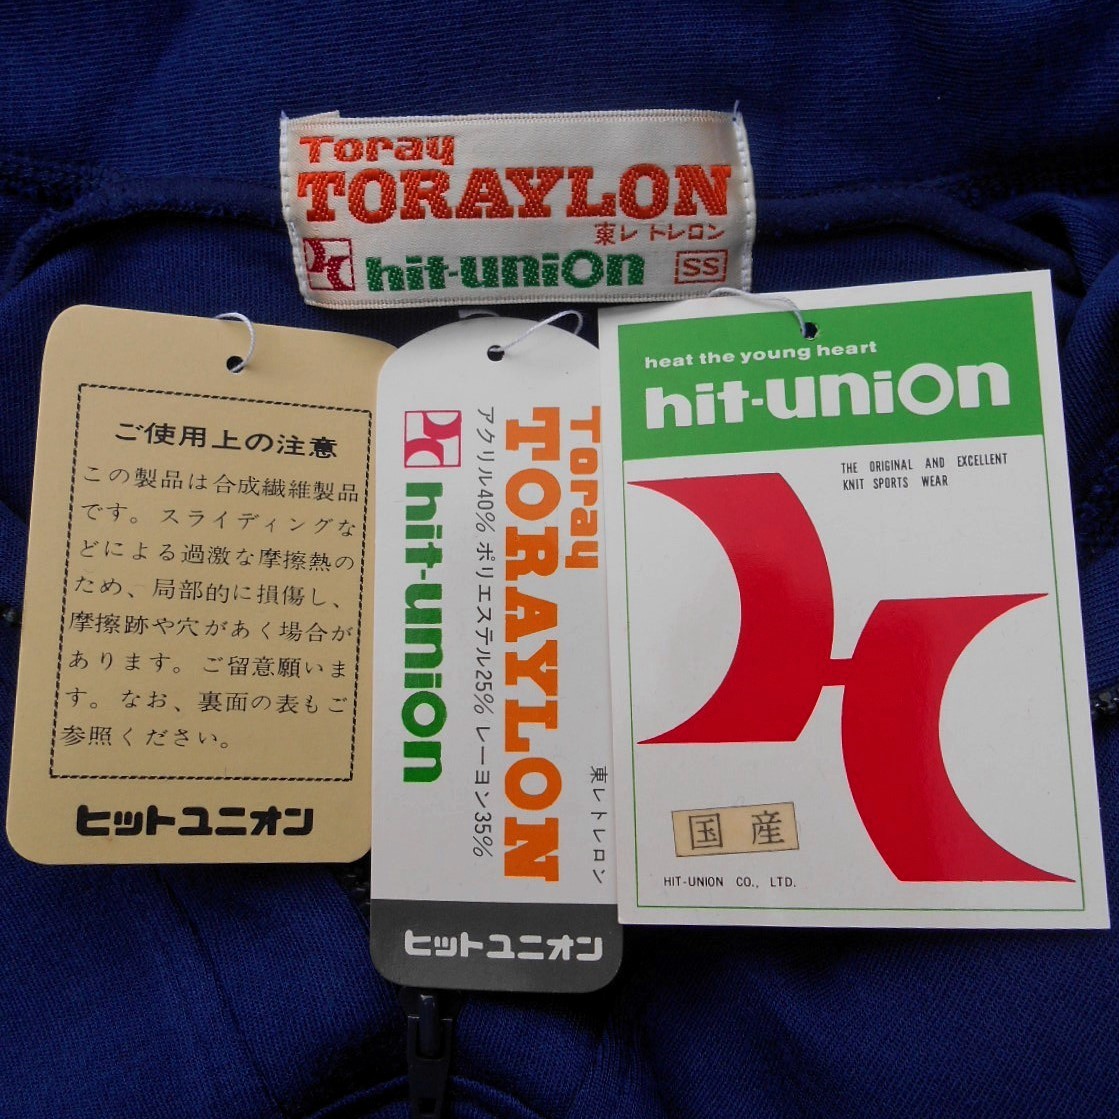 Toray
TORAYLON
東レ トレロン
hit-union SS
ご使用上の注意
この製品は合成繊維製品
です。スライディングな
どによる過激な摩擦熱の
ため、局部的に損傷し、
摩擦跡や穴があく場合が
あります。ご留意願いま
す。なお、裏面の表もご
参照ください。
ヒットユニオン
Toray
TORAYLON
東レトレロン
アクリル40% ポリエステル25% レーヨン35%
hit-union
ヒットユニオン
heat the young heart
hit-union
THE ORIGINAL AND EXCELLENT
KNIT SPORTS WEAR
国産
HIT-UNION CO., LTD.